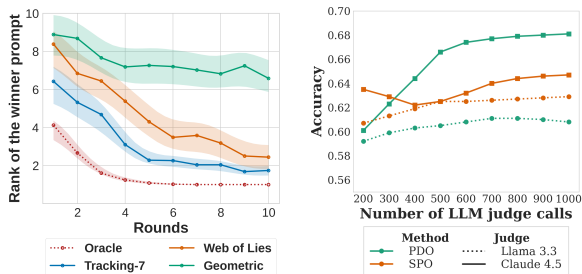 Rank of the winner prompt
10
8
6
4
2
2 4 6 8 10
Rounds
Oracle
Web of Lies
Tracking-7
Geometric
Accuracy
0.70
0.68
0.66
0.64
0.62
0.60
0.58
0.56
200 300 400 500 600 700 800 900 1000
Number of LLM judge calls
Method
PDO
SPO
Judge
Llama 3.3
Claude 4.5